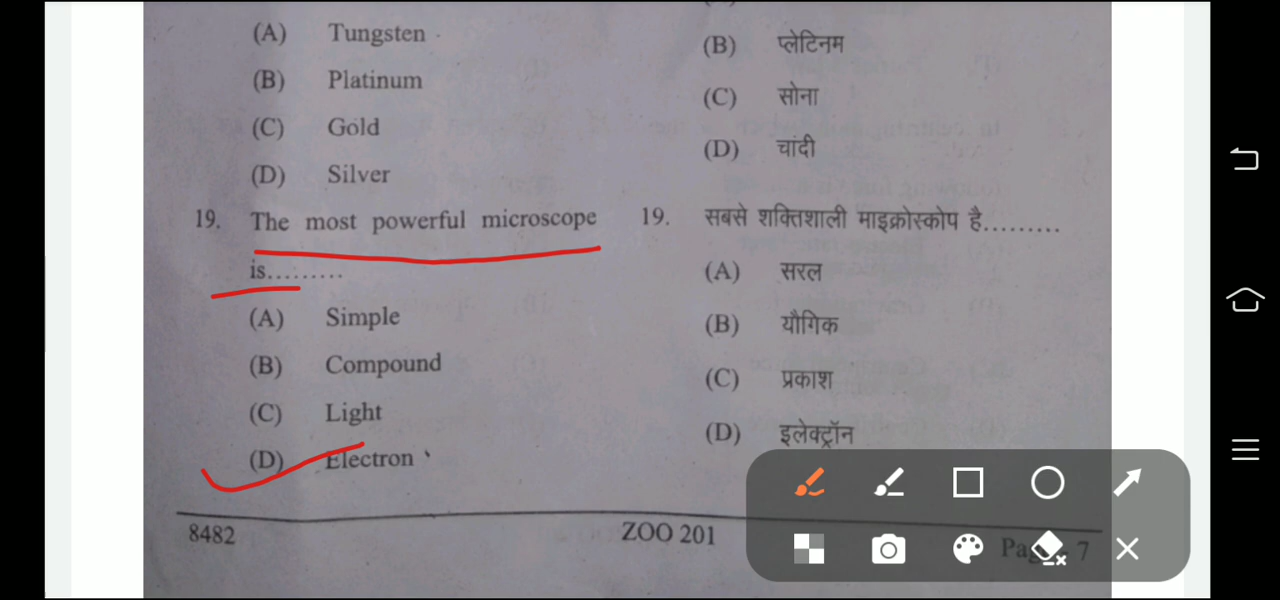 (A) Tungsten
(B) Platinum
(C) Gold
(D) Silver
19. The most powerful microscope
is.........
(A) Simple
(B) Compound
(C) Light
(D) Electron
(B) प्लेटिनम
(C) सोना
(D) चांदी
19. सबसे शक्तिशाली माइक्रोस्कोप है.........
(A) सरल
(B) यौगिक
(C) प्रकाश
(D) इलेक्ट्रॉन
8482 ZOO 201 7